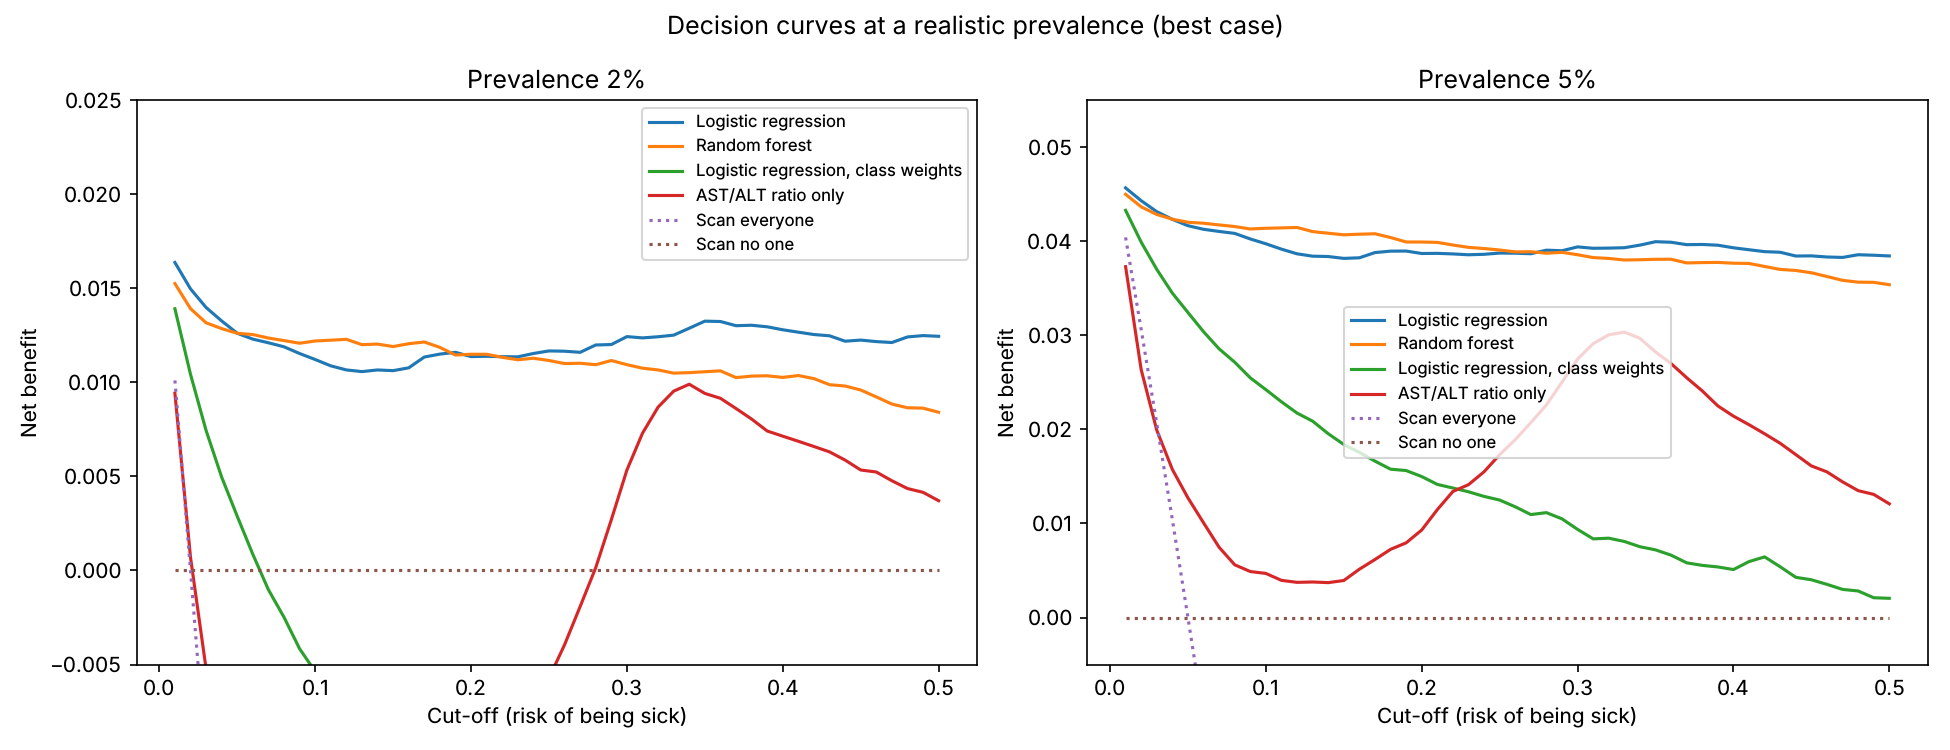 Decision curves at a realistic prevalence (best case)
Prevalence 2%
Net benefit
0.025
0.020
0.015
0.010
0.005
0.000
−0.005
Logistic regression
Random forest
Logistic regression, class weights
AST/ALT ratio only
Scan everyone
Scan no one
0.0 0.1 0.2 0.3 0.4 0.5
Cut-off (risk of being sick)
Prevalence 5%
Net benefit
0.05
0.04
0.03
0.02
0.01
0.00
Logistic regression
Random forest
Logistic regression, class weights
AST/ALT ratio only
Scan everyone
Scan no one
0.0 0.1 0.2 0.3 0.4 0.5
Cut-off (risk of being sick)